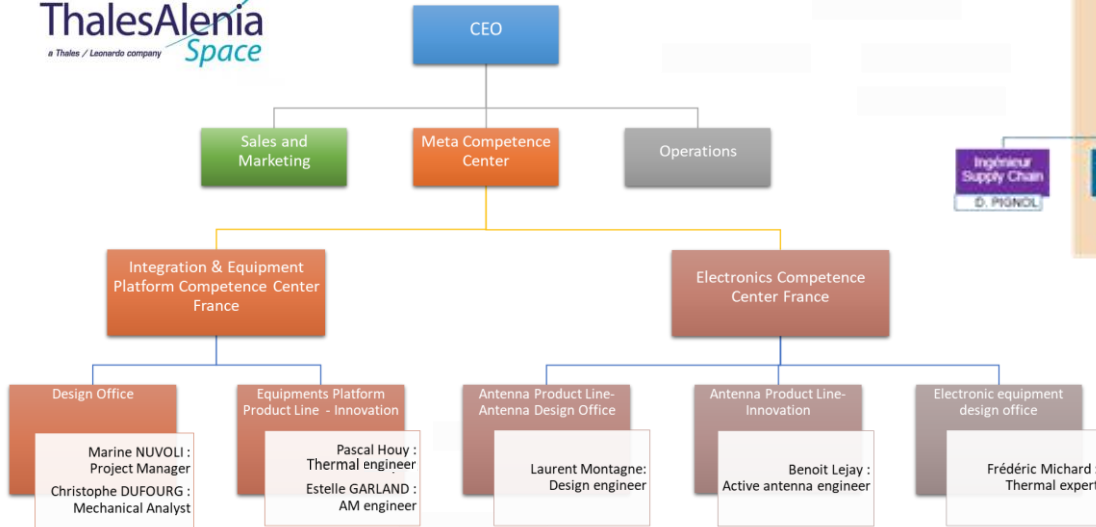 ThalesAlenia
a Thales / Leonardo company
Space
CEO
Sales and
Marketing
Meta Competence
Center
Operations
Ingénieur
Supply Chain
D. PIGNOL
Integration & Equipment
Platform Competence Center
France
Electronics Competence
Center France
Design Office
Marine NUVOLI :
Project Manager
Christophe DUFOURG :
Mechanical Analyst
Equipments Platform
Product Line - Innovation
Pascal Houy :
Thermal engineer
Estelle GARLAND :
AM engineer
Antenna Product Line-
Antenna Design Office
Laurent Montagne:
Design engineer
Antenna Product Line-
Innovation
Benoit Lejay :
Active antenna engineer
Electronic equipment
design office
Frédéric Michard :
Thermal expert